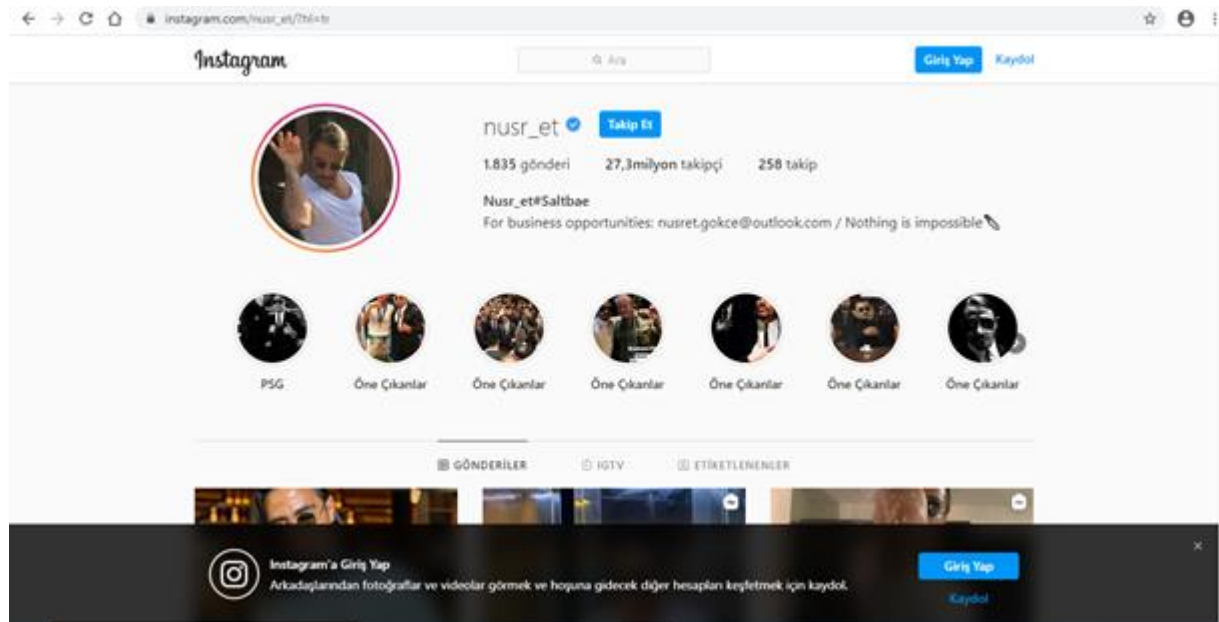 instagram.com/nusr_et/?hl=tr
Instagram
Ara
Giriş Yap
Kaydol
nusr_et
Takip Et
1.835 gönderi 27,3milyon takipçi 258 takip
Nusr_et#Saltbae
For business opportunities: nusret.gokce@outlook.com / Nothing is impossible
PSG
Öne Çıkanlar
Öne Çıkanlar
Öne Çıkanlar
Öne Çıkanlar
Öne Çıkanlar
Öne Çıkanlar
GÖNDERİLER
IGTV
ETİKETLENENLER
Instagram'a Giriş Yap
Arkadaşlarından fotoğraflar ve videolar görmek ve hoşuna gidecek diğer hesapları keşfetmek için kaydol.
Giriş Yap
Kaydol